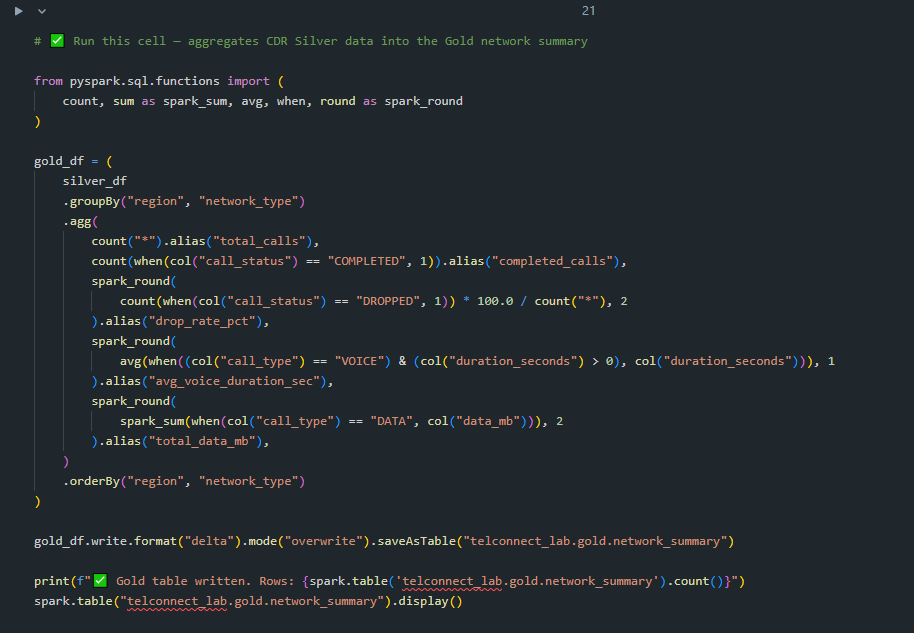 21
# ✅ Run this cell — aggregates CDR Silver data into the Gold network summary
from pyspark.sql.functions import (
    count, sum as spark_sum, avg, when, round as spark_round
)
gold_df = (
    silver_df
    .groupBy("region", "network_type")
    .agg(
        count("*").alias("total_calls"),
        count(when(col("call_status") == "COMPLETED", 1)).alias("completed_calls"),
        spark_round(
            count(when(col("call_status") == "DROPPED", 1)) * 100.0 / count("*"), 2
        ).alias("drop_rate_pct"),
        spark_round(
            avg(when((col("call_type") == "VOICE") & (col("duration_seconds") > 0), col("duration_seconds"))), 1
        ).alias("avg_voice_duration_sec"),
        spark_round(
            spark_sum(when(col("call_type") == "DATA", col("data_mb"))), 2
        ).alias("total_data_mb"),
    )
    .orderBy("region", "network_type")
)
gold_df.write.format("delta").mode("overwrite").saveAsTable("telconnect_lab.gold.network_summary")
print(f"✅ Gold table written. Rows: {spark.table('telconnect_lab.gold.network_summary').count()}")
spark.table("telconnect_lab.gold.network_summary").display()